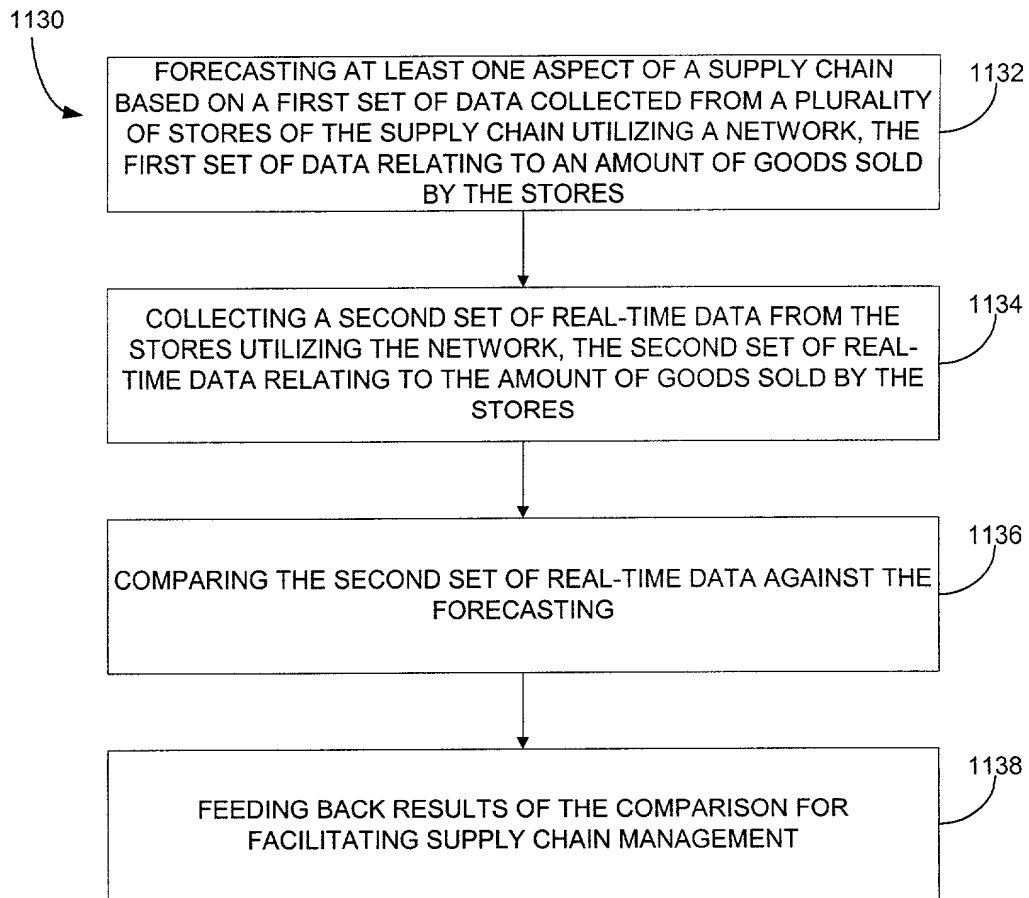 1130
FORECASTING AT LEAST ONE ASPECT OF A SUPPLY CHAIN
BASED ON A FIRST SET OF DATA COLLECTED FROM A PLURALITY
OF STORES OF THE SUPPLY CHAIN UTILIZING A NETWORK, THE
FIRST SET OF DATA RELATING TO AN AMOUNT OF GOODS SOLD
BY THE STORES
1132
COLLECTING A SECOND SET OF REAL-TIME DATA FROM THE
STORES UTILIZING THE NETWORK, THE SECOND SET OF REAL-
TIME DATA RELATING TO THE AMOUNT OF GOODS SOLD BY THE
STORES
1134
COMPARING THE SECOND SET OF REAL-TIME DATA AGAINST THE
FORECASTING
1136
FEEDING BACK RESULTS OF THE COMPARISON FOR
FACILITATING SUPPLY CHAIN MANAGEMENT
1138